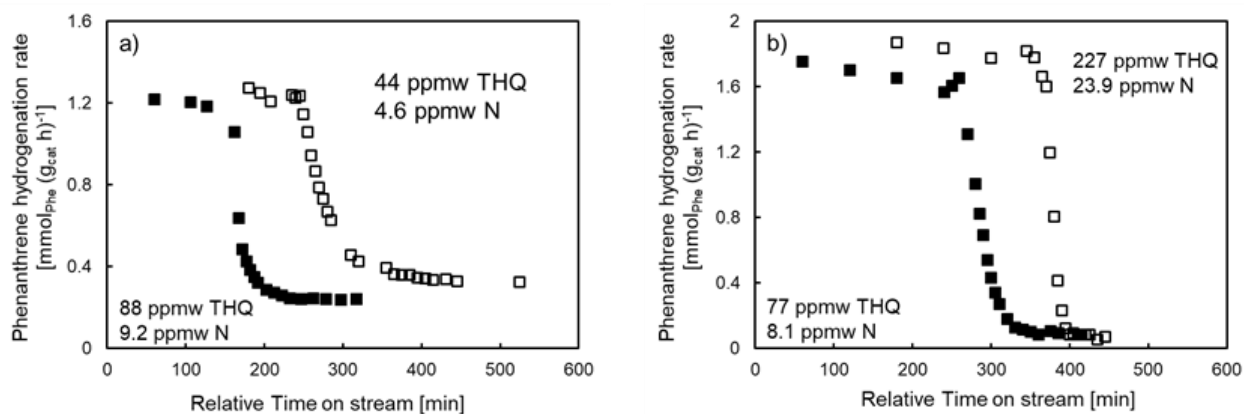 a)
Phenanthrene hydrogenation rate
[mmol_Phe (g_cat h)^-1]
1.6
1.2
0.8
0.4
0
44 ppmw THQ
4.6 ppmw N
88 ppmw THQ
9.2 ppmw N
0 100 200 300 400 500 600
Relative Time on stream [min]
b)
Phenanthrene hydrogenation rate
[mmol_Phe (g_cat h)^-1]
2
1.6
1.2
0.8
0.4
0
227 ppmw THQ
23.9 ppmw N
77 ppmw THQ
8.1 ppmw N
0 100 200 300 400 500 600
Relative Time on stream [min]